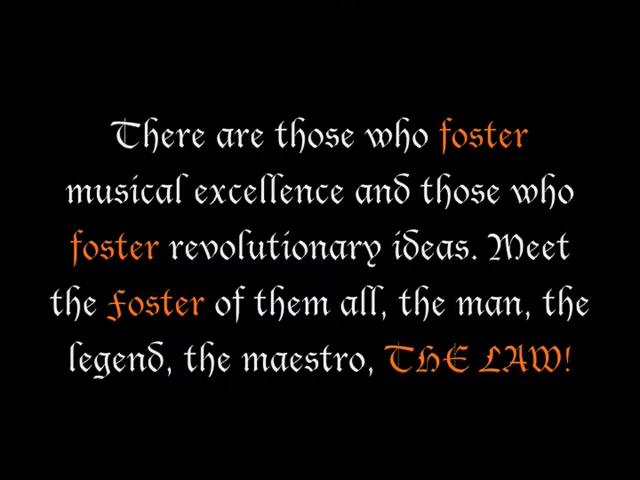 There are those who foster
musical excellence and those who
foster revolutionary ideas. Meet
the Foster of them all, the man, the
legend, the maestro, THE LAW!